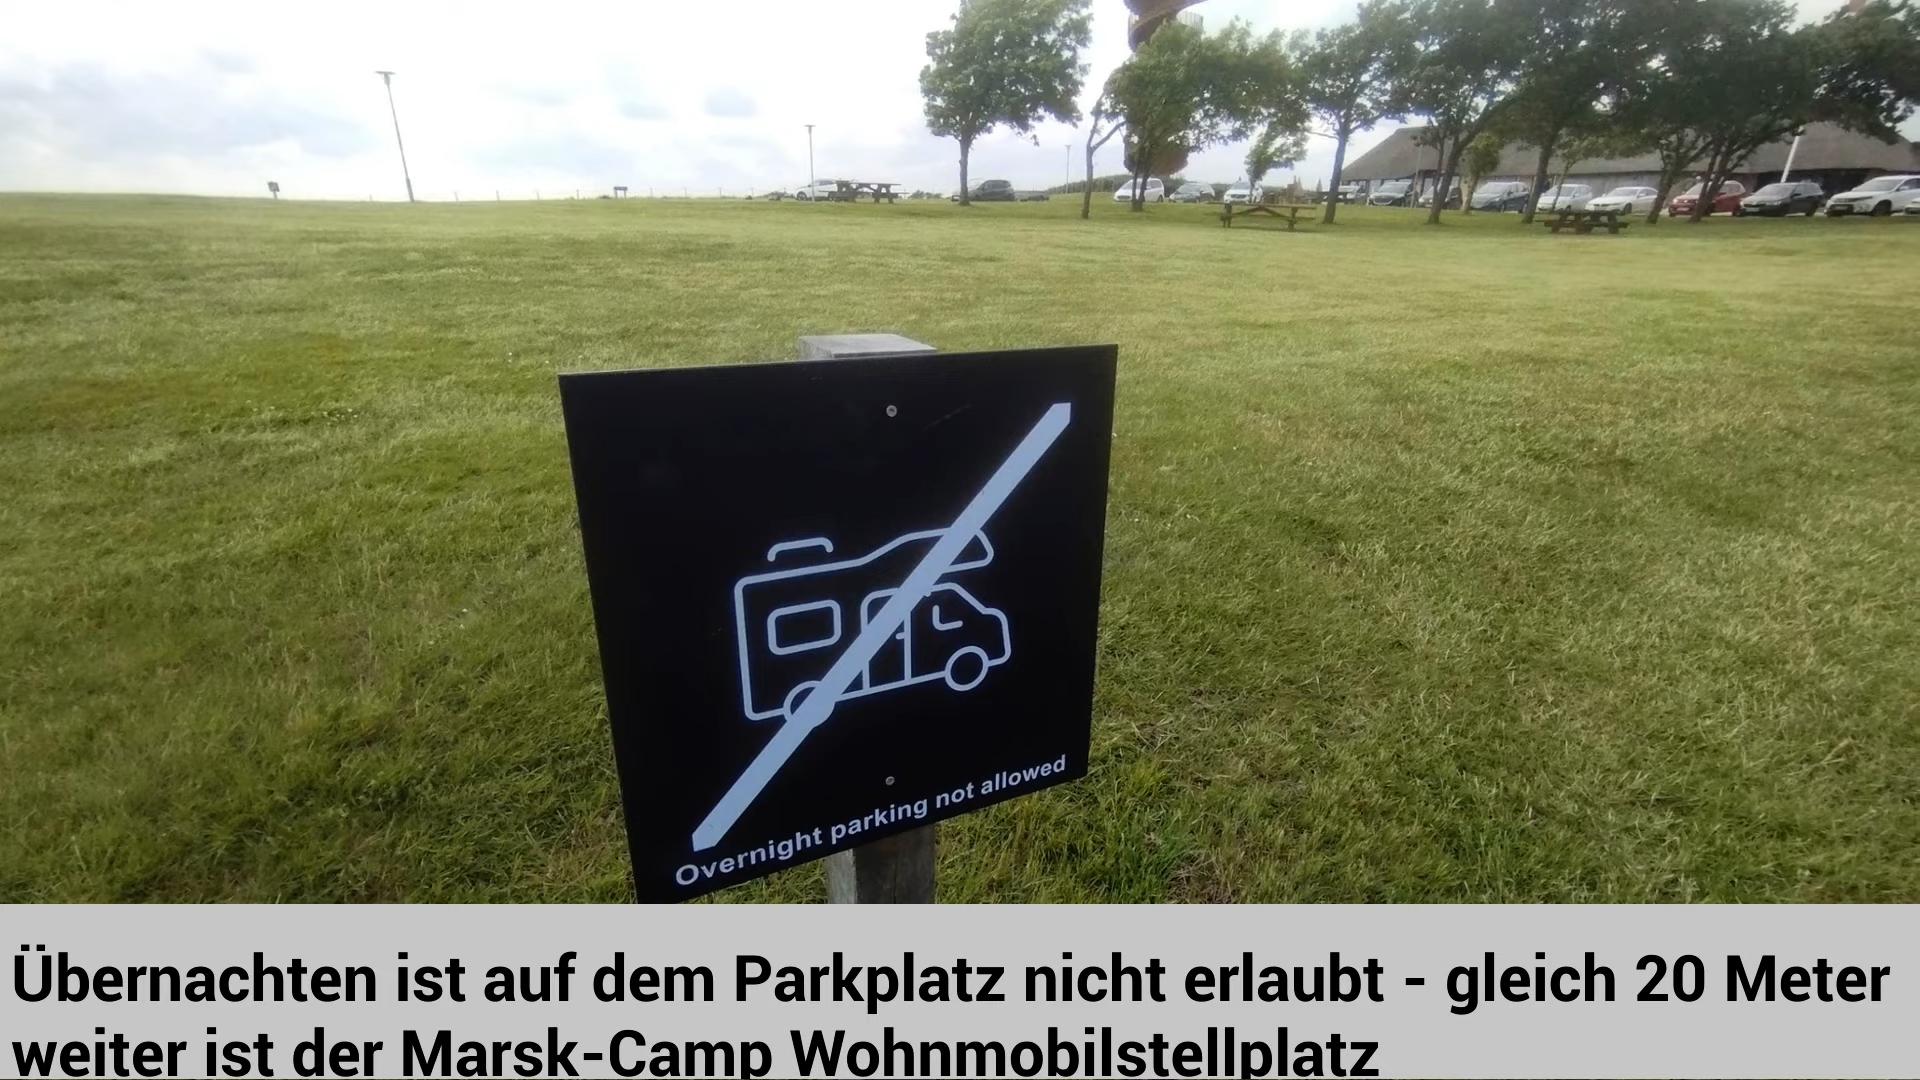 Overnight parking not allowed
Übernachten ist auf dem Parkplatz nicht erlaubt - gleich 20 Meter
weiter ist der Marsk-Camp Wohnmobilstellplatz